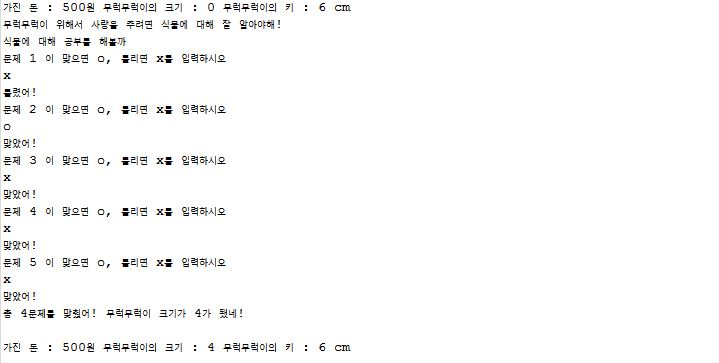 가진 돈 : 500원 무럭무럭이의 크기 : 0 무럭무럭이의 키 : 6 cm
무럭무럭이 위해서 사랑을 주려면 식물에 대해 잘 알아야해!
식물에 대해 공부를 해볼까
문제 1 이 맞으면 o, 틀리면 x를 입력하시오
x
틀렸어!
문제 2 이 맞으면 o, 틀리면 x를 입력하시오
o
맞았어!
문제 3 이 맞으면 o, 틀리면 x를 입력하시오
x
맞았어!
문제 4 이 맞으면 o, 틀리면 x를 입력하시오
x
맞았어!
문제 5 이 맞으면 o, 틀리면 x를 입력하시오
x
맞았어!
총 4문제를 맞췄어! 무럭무럭이 크기가 4가 됐네!
가진 돈 : 500원 무럭무럭이의 크기 : 4 무럭무럭이의 키 : 6 cm